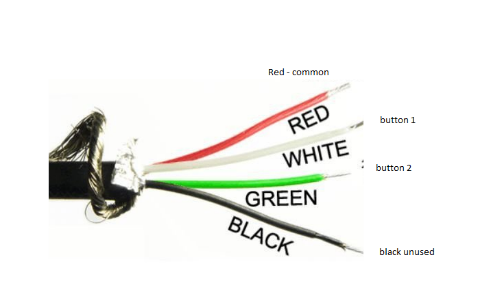 Red - common
RED
button 1
WHITE
button 2
GREEN
BLACK
black unused